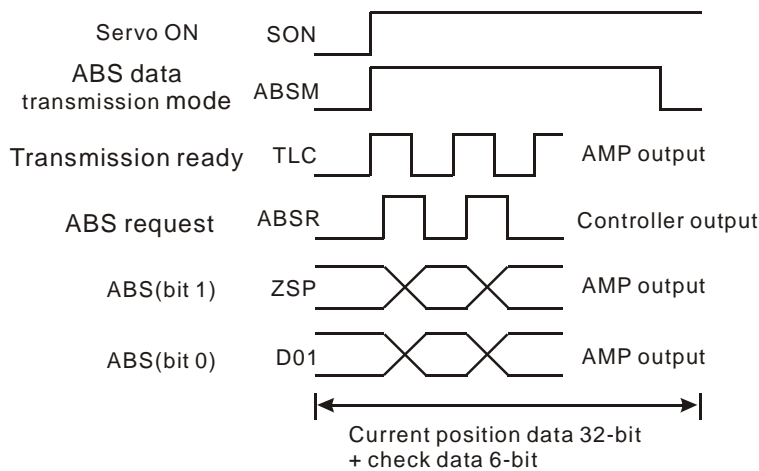 Servo ON SON
ABS data
transmission mode ABSM
Transmission ready TLC AMP output
ABS request ABSR Controller output
ABS(bit 1) ZSP AMP output
ABS(bit 0) D01 AMP output
Current position data 32-bit
+ check data 6-bit